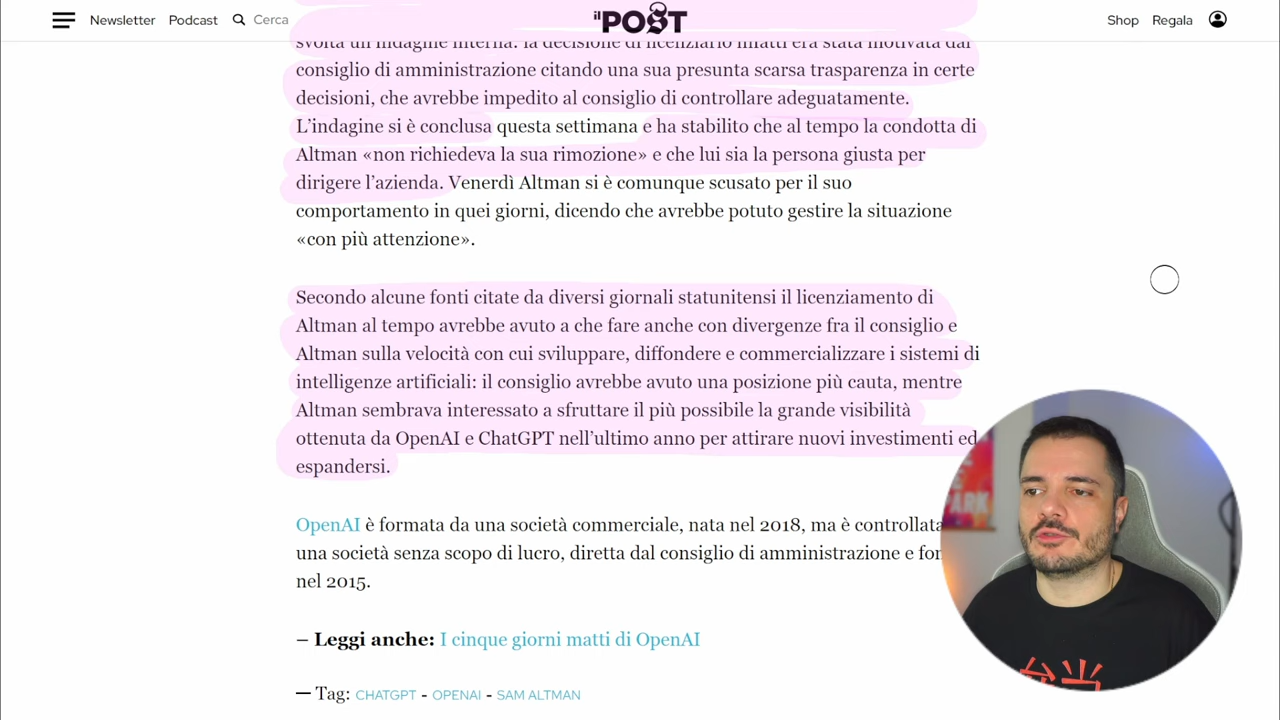 Newsletter Podcast Cerca
il POST
Shop Regala
svolta un'indagine interna: la decisione di licenziarlo infatti era stata motivata dal
consiglio di amministrazione citando una sua presunta scarsa trasparenza in certe
decisioni, che avrebbe impedito al consiglio di controllare adeguatamente.
L'indagine si è conclusa questa settimana e ha stabilito che al tempo la condotta di
Altman «non richiedeva la sua rimozione» e che lui sia la persona giusta per
dirigere l'azienda. Venerdì Altman si è comunque scusato per il suo
comportamento in quei giorni, dicendo che avrebbe potuto gestire la situazione
«con più attenzione».
Secondo alcune fonti citate da diversi giornali statunitensi il licenziamento di
Altman al tempo avrebbe avuto a che fare anche con divergenze fra il consiglio e
Altman sulla velocità con cui sviluppare, diffondere e commercializzare i sistemi di
intelligenze artificiali: il consiglio avrebbe avuto una posizione più cauta, mentre
Altman sembrava interessato a sfruttare il più possibile la grande visibilità
ottenuta da OpenAI e ChatGPT nell'ultimo anno per attirare nuovi investimenti ed
espandersi.
OpenAI è formata da una società commerciale, nata nel 2018, ma è controllata
una società senza scopo di lucro, diretta dal consiglio di amministrazione e
nel 2015.
– Leggi anche: I cinque giorni matti di OpenAI
— Tag: CHATGPT - OPENAI - SAM ALTMAN
PARK